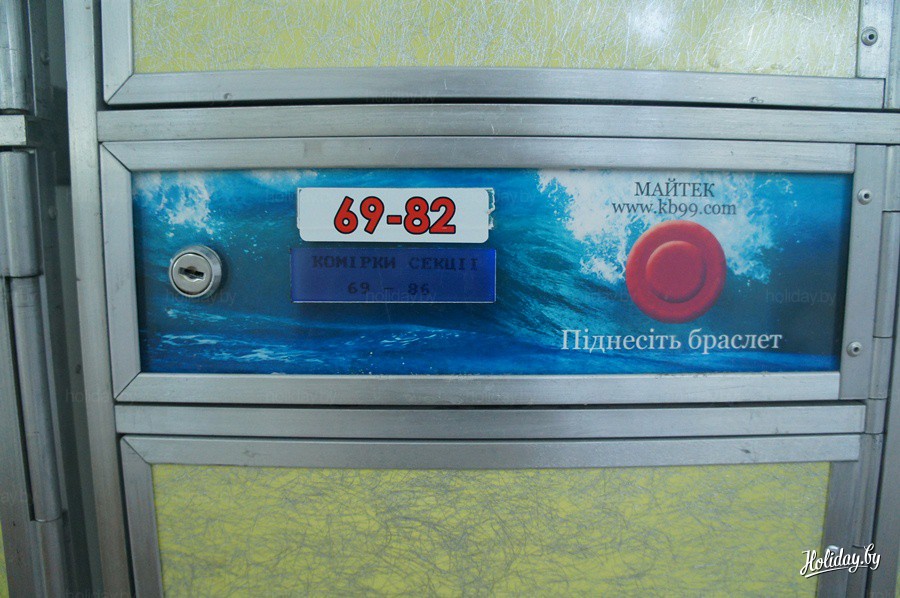 МАЙТЕК
www.kb99.com
69-82
КОМІРКИ СЕКЦІЇ
69 - 86
Піднесіть браслет
Holiday.by